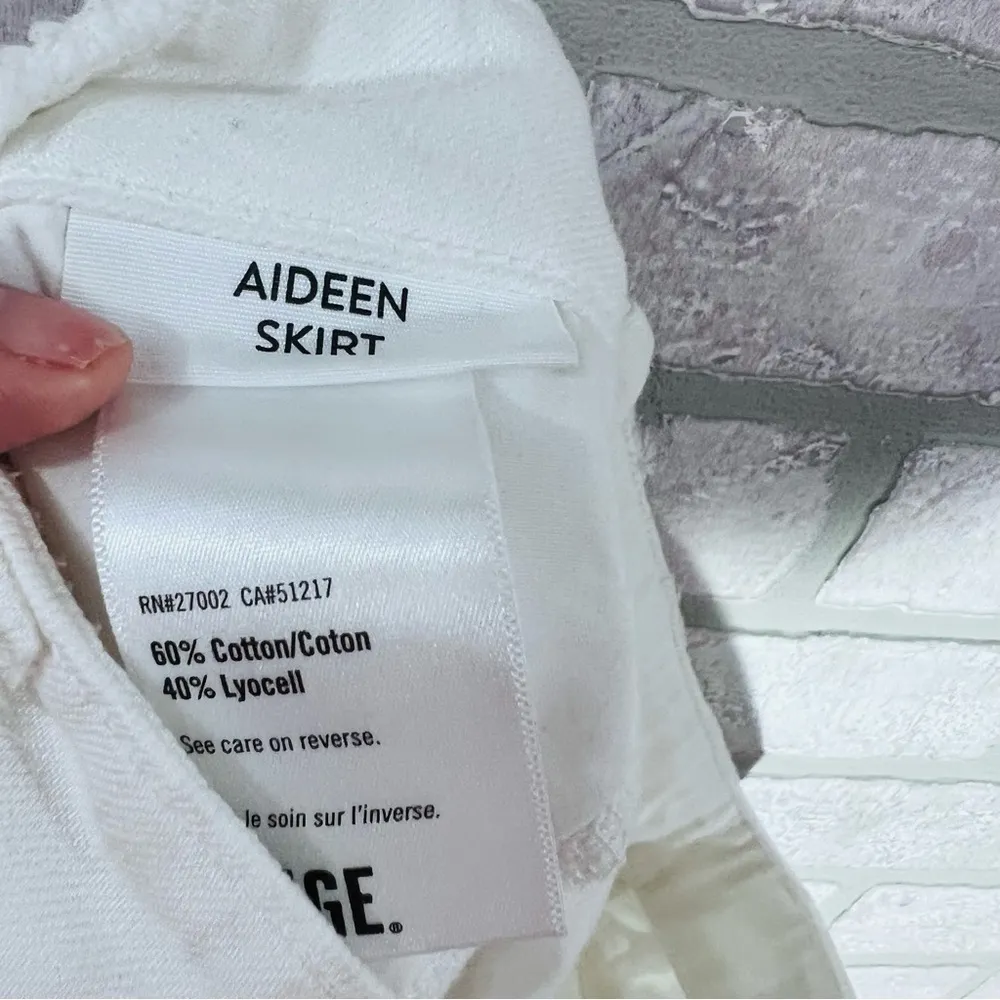 AIDEEN
SKIRT
RN#27002 CA#51217
60% Cotton/Coton
40% Lyocell
See care on reverse.
le soin sur l'inverse.
GE®